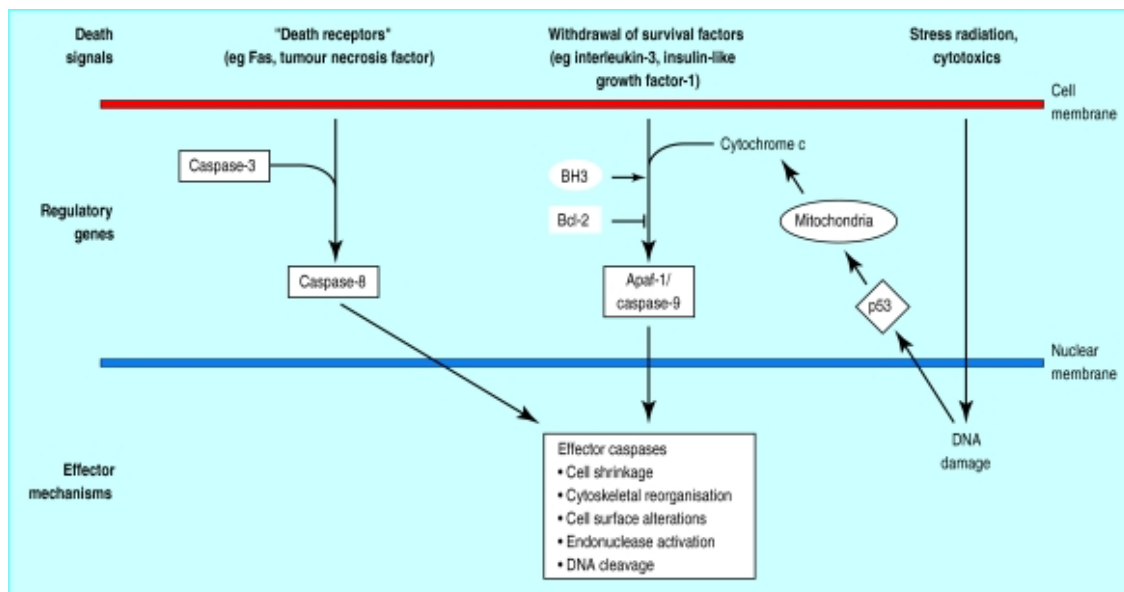 Death
signals
"Death receptors"
(eg Fas, tumour necrosis factor)
Withdrawal of survival factors
(eg interleukin-3, insulin-like
growth factor-1)
Stress radiation,
cytotoxics
Cell
membrane
Caspase-3
Cytochrome c
BH3
Regulatory
genes
Bcl-2
Mitochondria
Caspase-8
Apaf-1/
caspase-9
p53
Nuclear
membrane
DNA
damage
Effector
mechanisms
Effector caspases
• Cell shrinkage
• Cytoskeletal reorganisation
• Cell surface alterations
• Endonuclease activation
• DNA cleavage